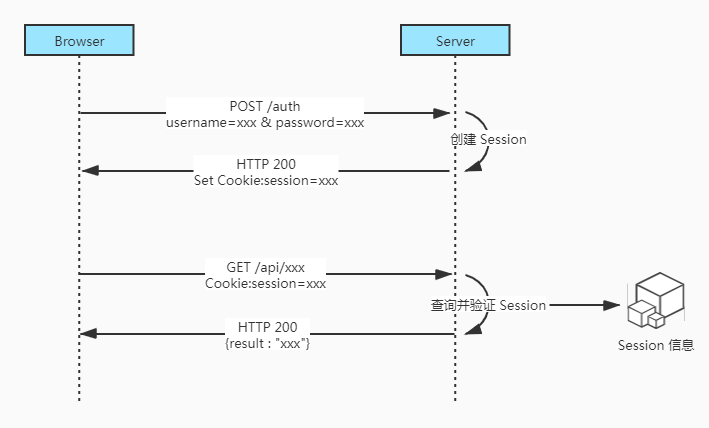 Browser
Server
POST /auth
username=xxx & password=xxx
创建 Session
HTTP 200
Set Cookie:session=xxx
GET /api/xxx
Cookie:session=xxx
查询并验证 Session
HTTP 200
{result : "xxx"}
Session 信息